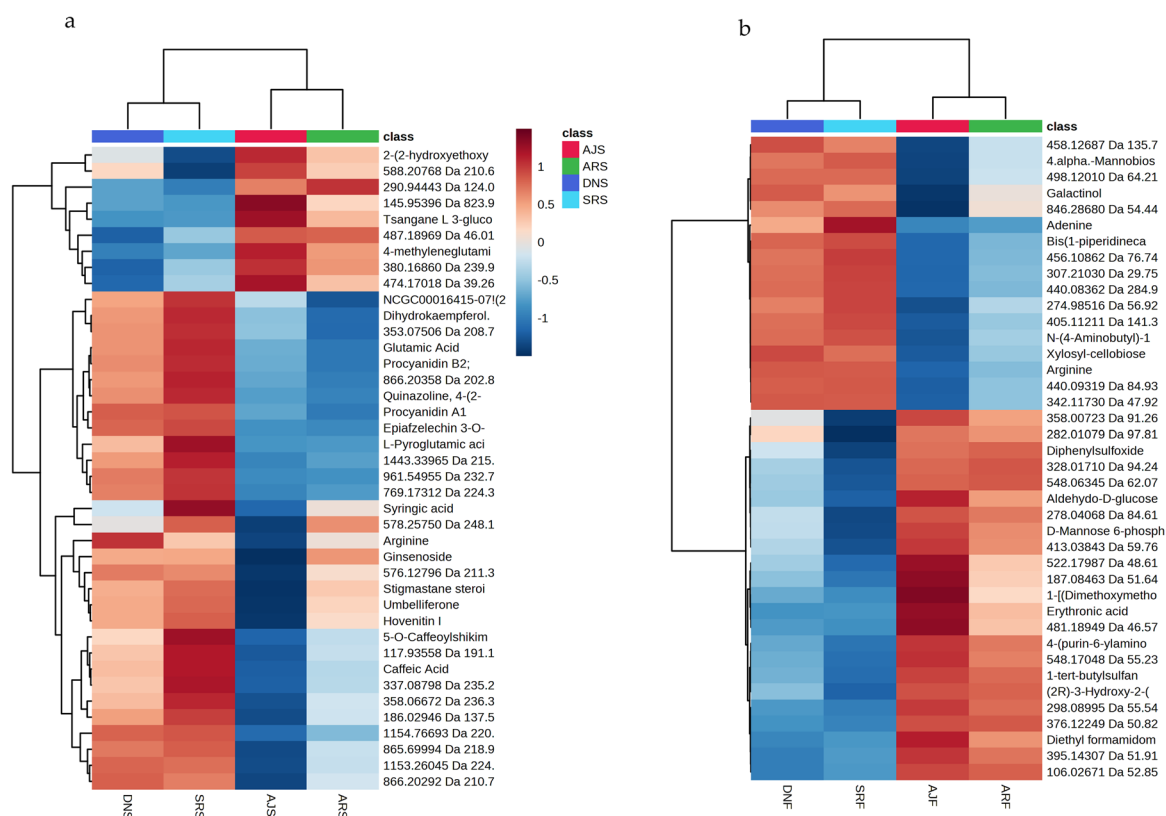 a
class
2-(2-hydroxyethoxy
588.20768 Da 210.6
290.94443 Da 124.0
145.95396 Da 823.9
Tsangane L 3-gluco
487.18969 Da 46.01
4-methyleneglutami
380.16860 Da 239.9
474.17018 Da 39.26
NCGC00016415-07!(2
Dihydrokaempferol.
353.07506 Da 208.7
Glutamic Acid
Procyanidin B2;
866.20358 Da 202.8
Quinazoline, 4-(2-
Procyanidin A1
Epiafzelechin 3-O-
L-Pyroglutamic aci
1443.33965 Da 215.
961.54955 Da 232.7
769.17312 Da 224.3
Syringic acid
578.25750 Da 248.1
Arginine
Ginsenoside
576.12796 Da 211.3
Stigmastane steroi
Umbelliferone
Hovenitin I
5-O-Caffeoylshikim
117.93558 Da 191.1
Caffeic Acid
337.08798 Da 235.2
358.06672 Da 236.3
186.02946 Da 137.5
1154.76693 Da 220.
865.69994 Da 218.9
1153.26045 Da 224.
866.20292 Da 210.7
DNS
SRS
AJS
ARS
1
0.5
0
-0.5
-1
class
AJS
ARS
DNS
SRS
b
class
458.12687 Da 135.7
4.alpha.-Mannobios
498.12010 Da 64.21
Galactinol
846.28680 Da 54.44
Adenine
Bis(1-piperidineca
456.10862 Da 76.74
307.21030 Da 29.75
440.08362 Da 284.9
274.98516 Da 56.92
405.11211 Da 141.3
N-(4-Aminobutyl)-1
Xylosyl-cellobiose
Arginine
440.09319 Da 84.93
342.11730 Da 47.92
358.00723 Da 91.26
282.01079 Da 97.81
Diphenylsulfoxide
328.01710 Da 94.24
548.06345 Da 62.07
Aldehydo-D-glucose
278.04068 Da 84.61
D-Mannose 6-phosph
413.03843 Da 59.76
522.17987 Da 48.61
187.08463 Da 51.64
1-[(Dimethoxymetho
Erythronic acid
481.18949 Da 46.57
4-(purin-6-ylamino
548.17048 Da 55.23
1-tert-butylsulfan
(2R)-3-Hydroxy-2-(
298.08995 Da 55.54
376.12249 Da 50.82
Diethyl formamidom
395.14307 Da 51.91
106.02671 Da 52.85
DNF
SRF
AJF
ARF